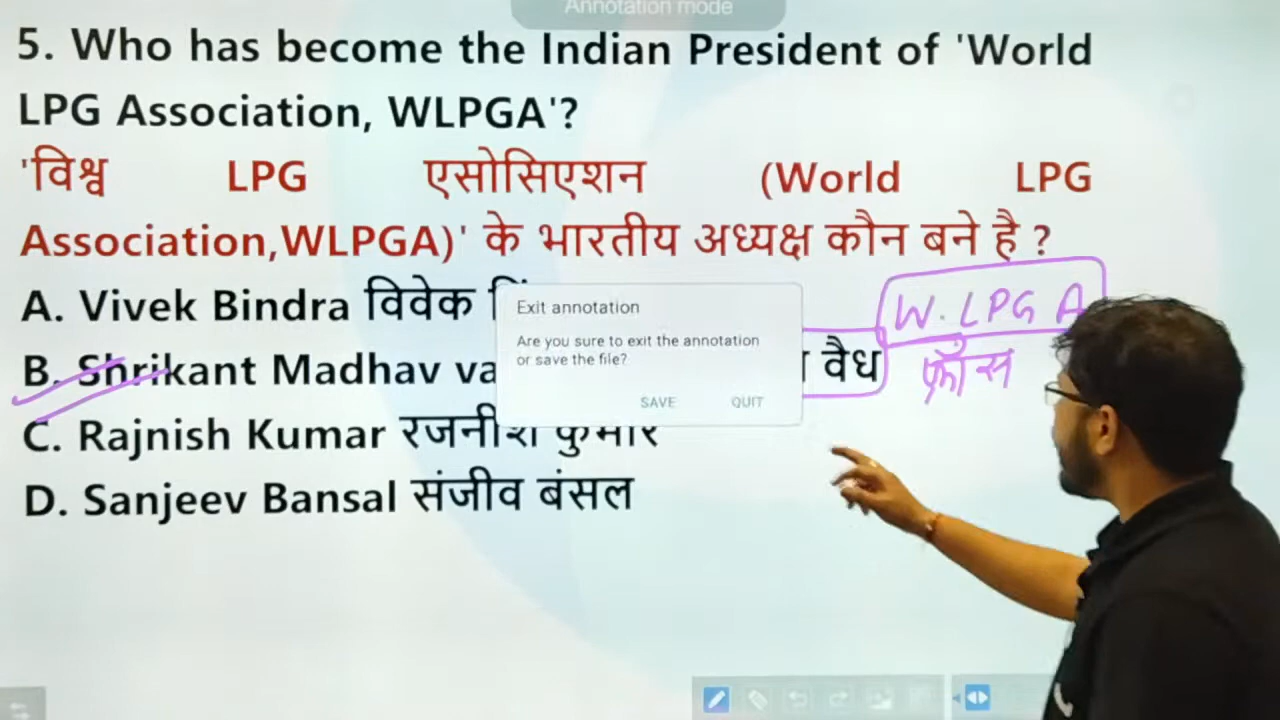 Annotation mode
5. Who has become the Indian President of 'World
LPG Association, WLPGA'?
'विश्व LPG एसोसिएशन (World LPG
Association,WLPGA)' के भारतीय अध्यक्ष कौन बने है ?
A. Vivek Bindra विवेक
B. Shrikant Madhav va
वैध
C. Rajnish Kumar रजनीश कुमार
D. Sanjeev Bansal संजीव बंसल
W. LPG A
फ्रॉंस
Exit annotation
Are you sure to exit the annotation
or save the file?
SAVE QUIT